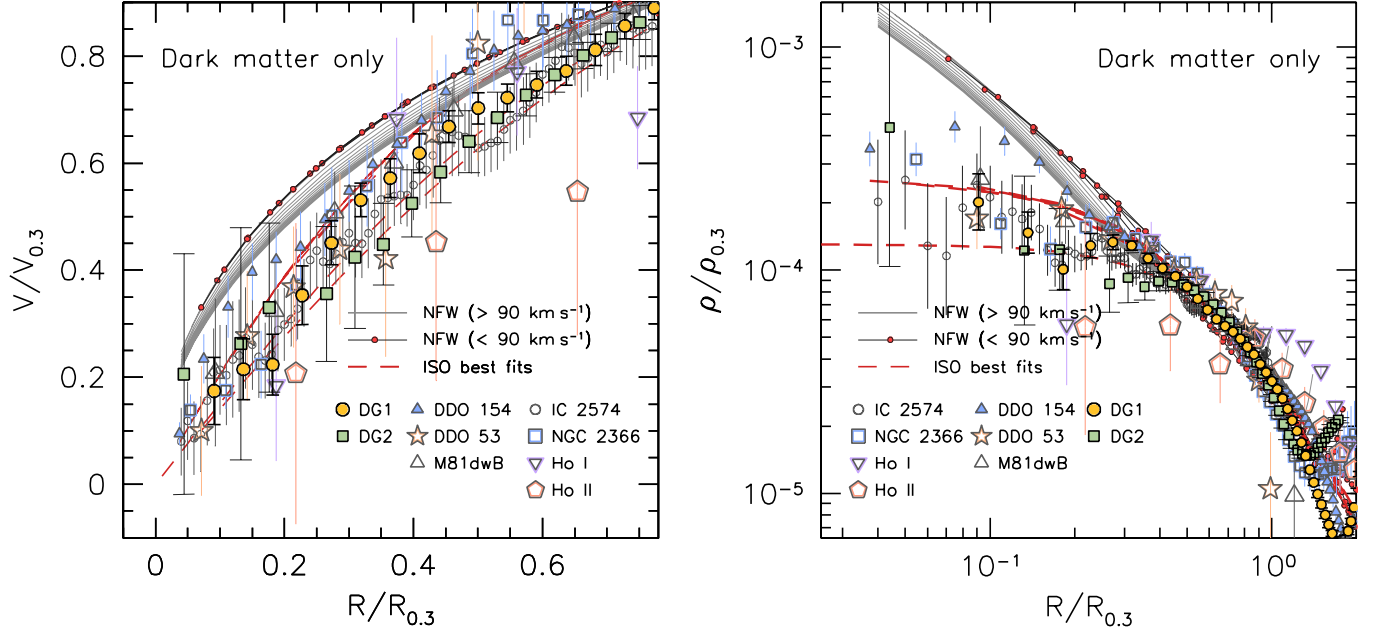 Dark matter only
0.8
0.6
0.4
0.2
0
V/V0.3
NFW (> 90 km s⁻¹)
NFW (< 90 km s⁻¹)
ISO best fits
DG1 DDO 154 IC 2574
DG2 DDO 53 NGC 2366
M81dwB Ho I
Ho II
0 0.2 0.4 0.6
R/R0.3
Dark matter only
10⁻³
10⁻⁴
10⁻⁵
ρ/ρ0.3
NFW (> 90 km s⁻¹)
NFW (< 90 km s⁻¹)
ISO best fits
IC 2574 DDO 154 DG1
NGC 2366 DDO 53 DG2
Ho I M81dwB
Ho II
10⁻¹ 10⁰
R/R0.3